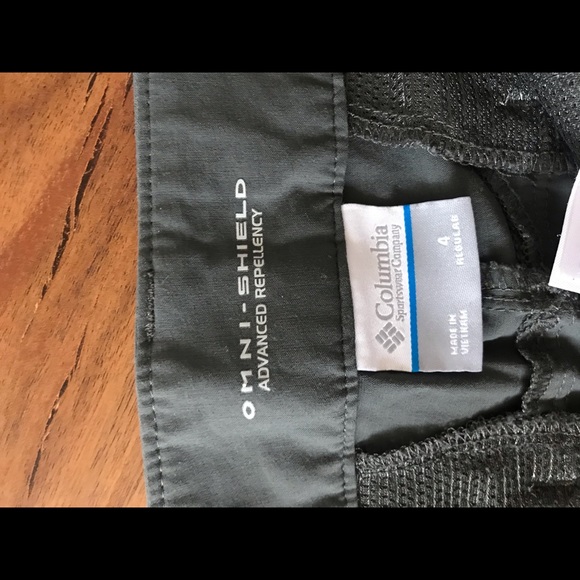 OMNI-SHIELD
ADVANCED REPELLENCY
Columbia
Sportswear Company
4
REGULAR
MADE IN
VIETNAM